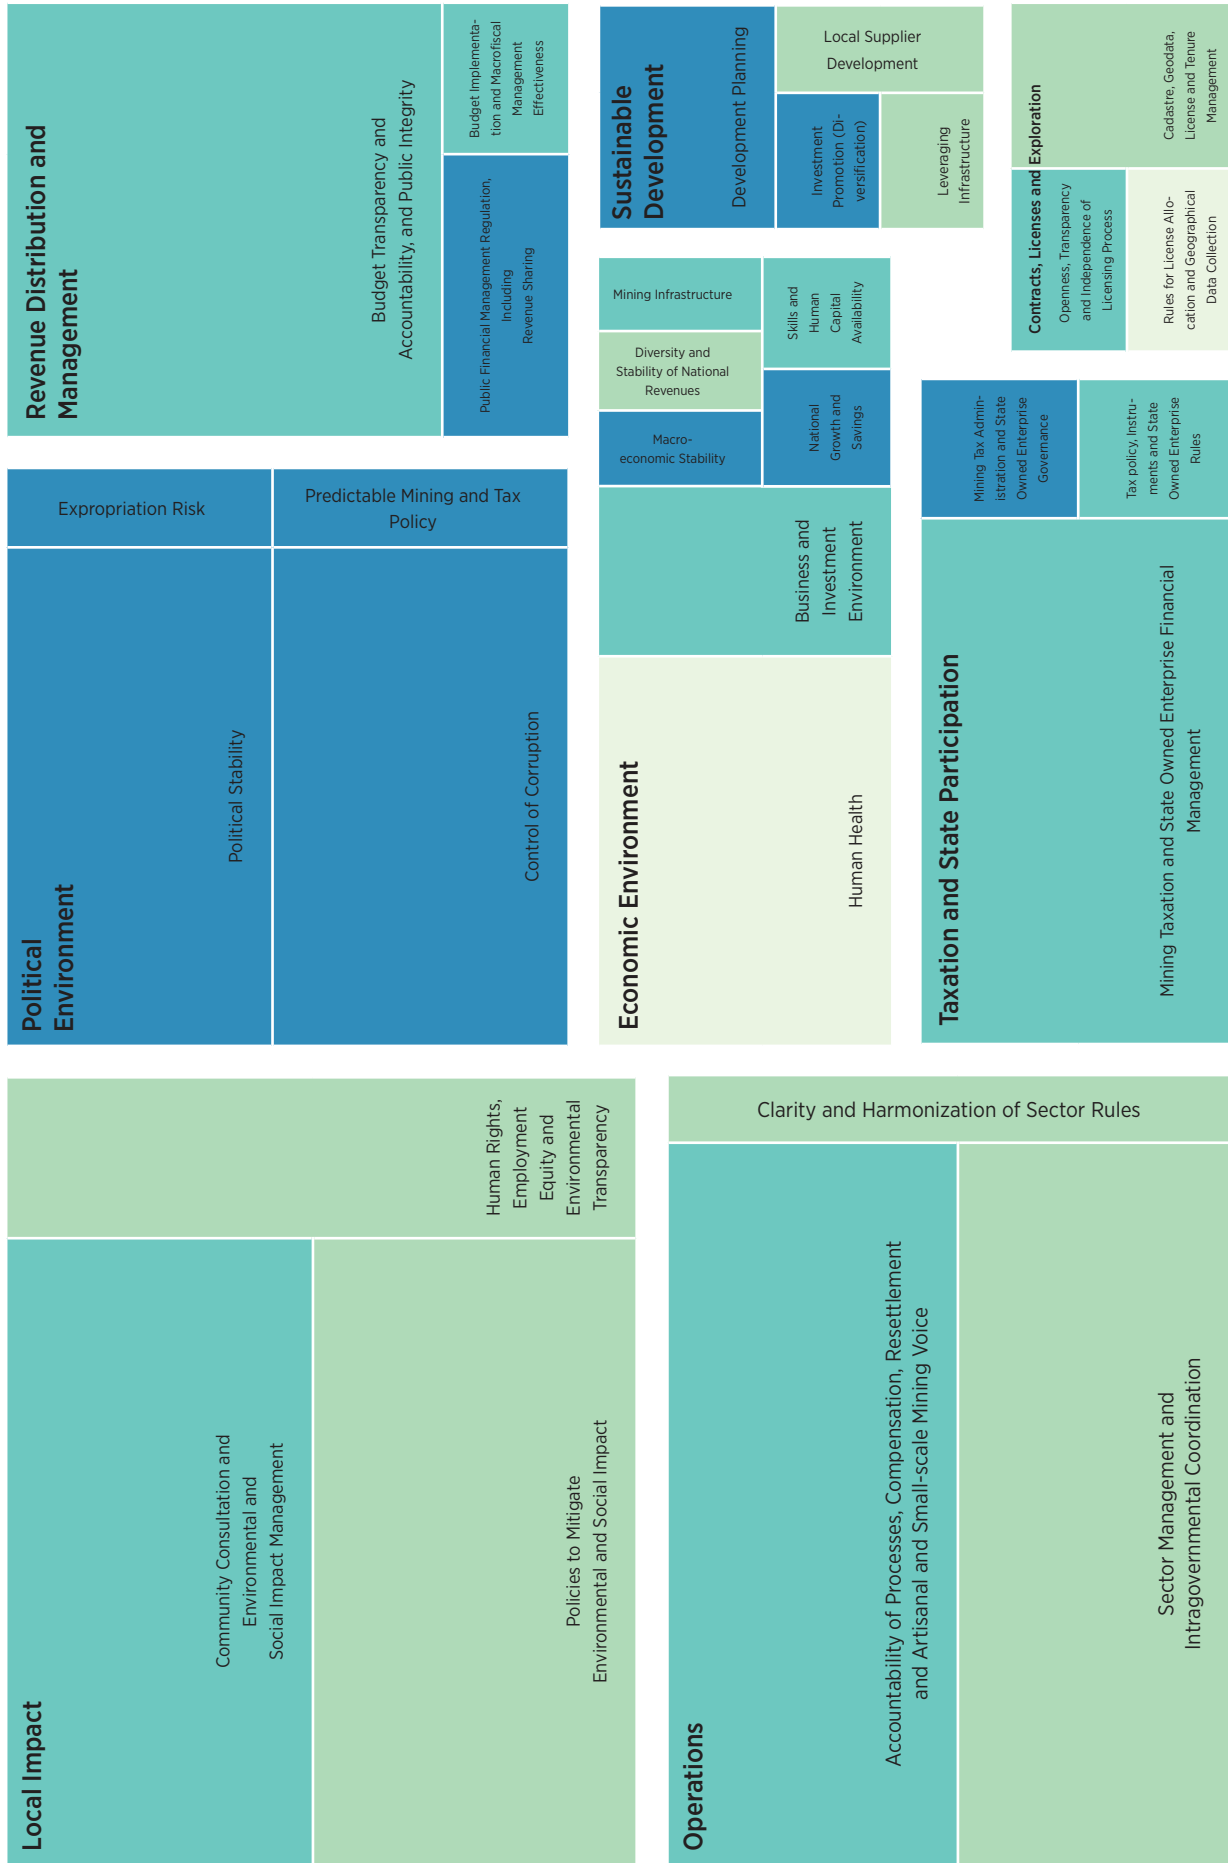 Local Impact
Community Consultation and
Environmental and
Social Impact Management
Policies to Mitigate
Environmental and Social Impact
Human Rights,
Employment
Equity and
Environmental
Transparency
Political
Environment
Political Stability
Control of Corruption
Expropriation Risk
Predictable Mining and Tax
Policy
Revenue Distribution and
Management
Budget Transparency and
Accountability, and Public Integrity
Public Financial Management Regulation,
Including
Revenue Sharing
Budget Implementa-
tion and Macrofiscal
Management
Effectiveness
Operations
Accountability of Processes, Compensation, Resettlement
and Artisanal and Small-scale Mining Voice
Sector Management and
Intragovernmental Coordination
Clarity and Harmonization of Sector Rules
Economic Environment
Human Health
Business and
Investment
Environment
Macro-
economic Stability
Diversity and
Stability of National
Revenues
Mining Infrastructure
National
Growth and
Savings
Skills and
Human
Capital
Availability
Sustainable
Development
Development Planning
Investment
Promotion (Di-
versification)
Leveraging
Infrastructure
Local Supplier
Development
Taxation and State Participation
Mining Taxation and State Owned Enterprise Financial
Management
Mining Tax Admin-
istration and State
Owned Enterprise
Governance
Tax policy, Instru-
ments and State
Owned Enterprise
Rules
Contracts, Licenses and Exploration
Openness, Transparency
and Independence of
Licensing Process
Rules for License Allo-
cation and Geographical
Data Collection
Cadastre, Geodata,
License and Tenure
Management